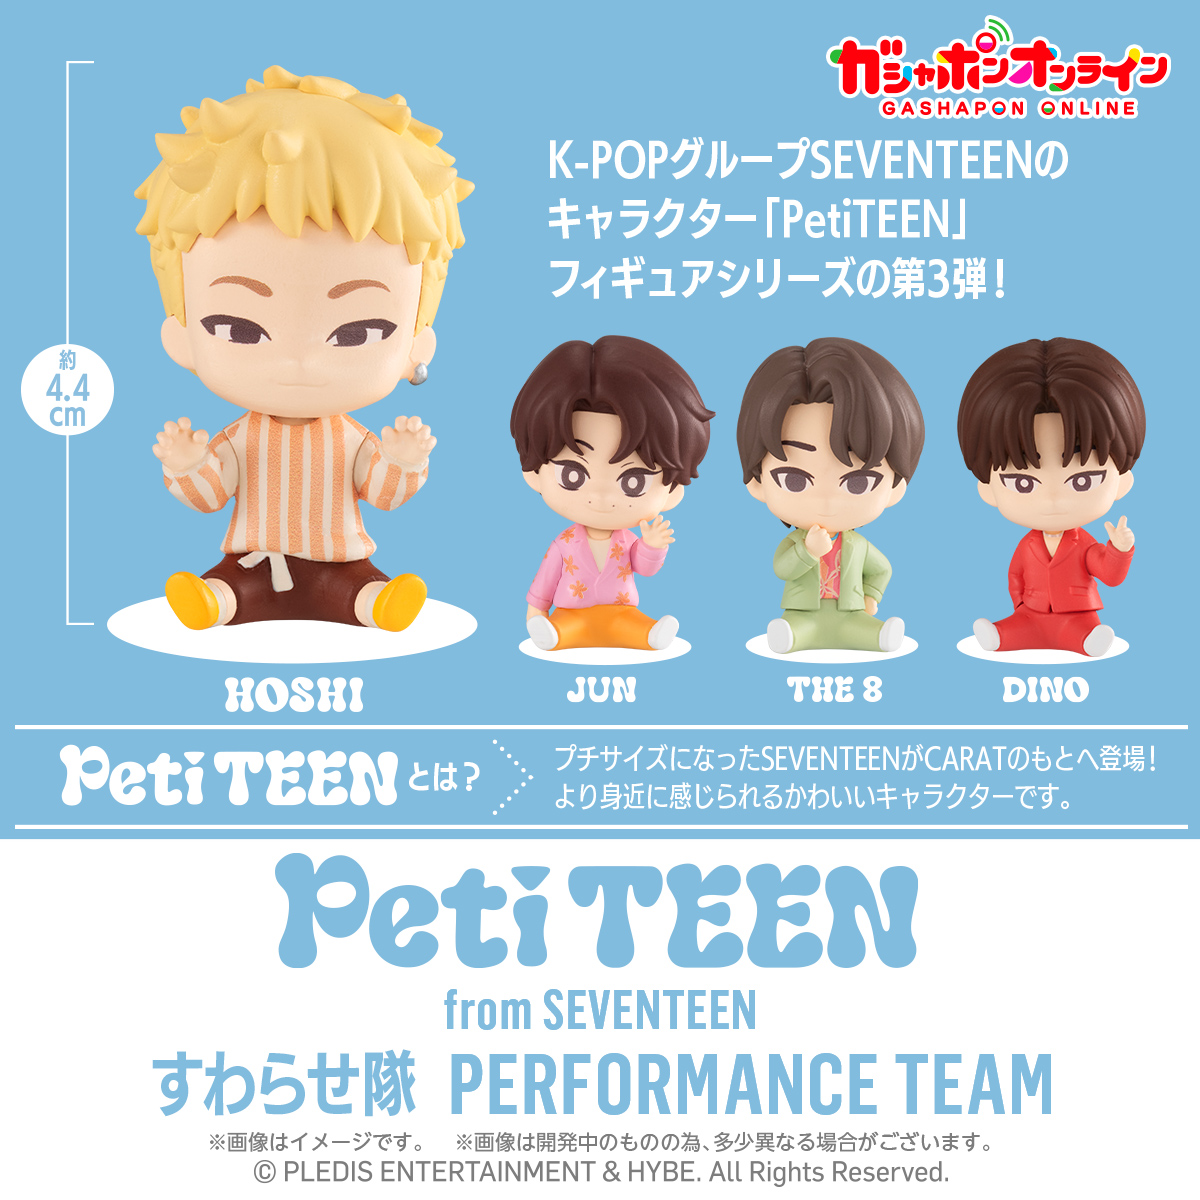 ガシャポンオンライン
GASHAPON ONLINE
K-POPグループSEVENTEENの
キャラクター「PetiTEEN」
フィギュアシリーズの第3弾!
約
4.4
cm
HOSHI
JUN
THE 8
DINO
PetiTEENとは?
プチサイズになったSEVENTEENがCARATのもとへ登場!
より身近に感じられるかわいいキャラクターです。
PetiTEEN
from SEVENTEEN
すわらせ隊 PERFORMANCE TEAM
※画像はイメージです。 ※画像は開発中のものの為、多少異なる場合がございます。
© PLEDIS ENTERTAINMENT & HYBE. All Rights Reserved.